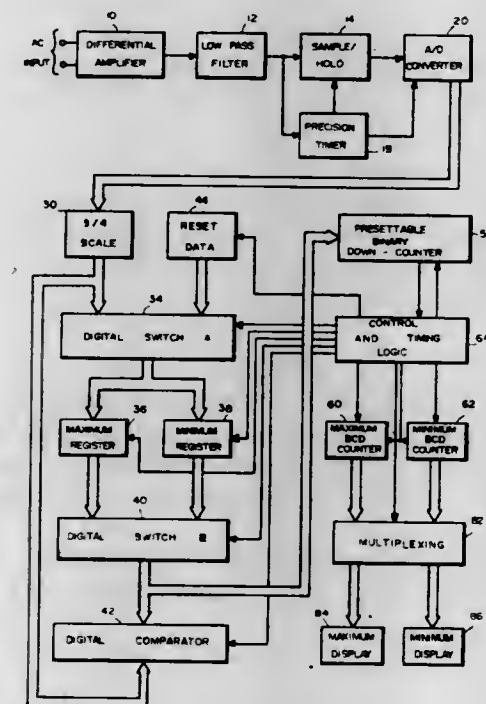 10
12
14
20
AC
INPUT
DIFFERENTIAL
AMPLIFIER
LOW PASS
FILTER
SAMPLE/
HOLD
A/D
CONVERTER
PRECISION
TIMER
30
44
SCALE
RESET
DATA
PRESETTABLE
BINARY
DOWN - COUNTER
34
DIGITAL SWITCH A
CONTROL
AND TIMING
LOGIC
64
36
38
60
62
MAXIMUM
REGISTER
MINIMUM
REGISTER
MAXIMUM
BCD
COUNTER
MINIMUM BCD
COUNTER
40
DIGITAL SWITCH B
MULTIPLEXING
82
42
DIGITAL COMPARATOR
84
86
MAXIMUM
DISPLAY
MINIMUM
DISPLAY